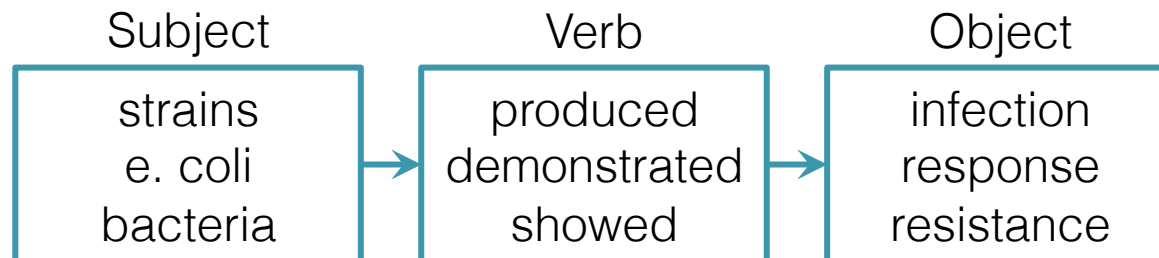 Subject
strains
e. coli
bacteria
Verb
produced
demonstrated
showed
Object
infection
response
resistance